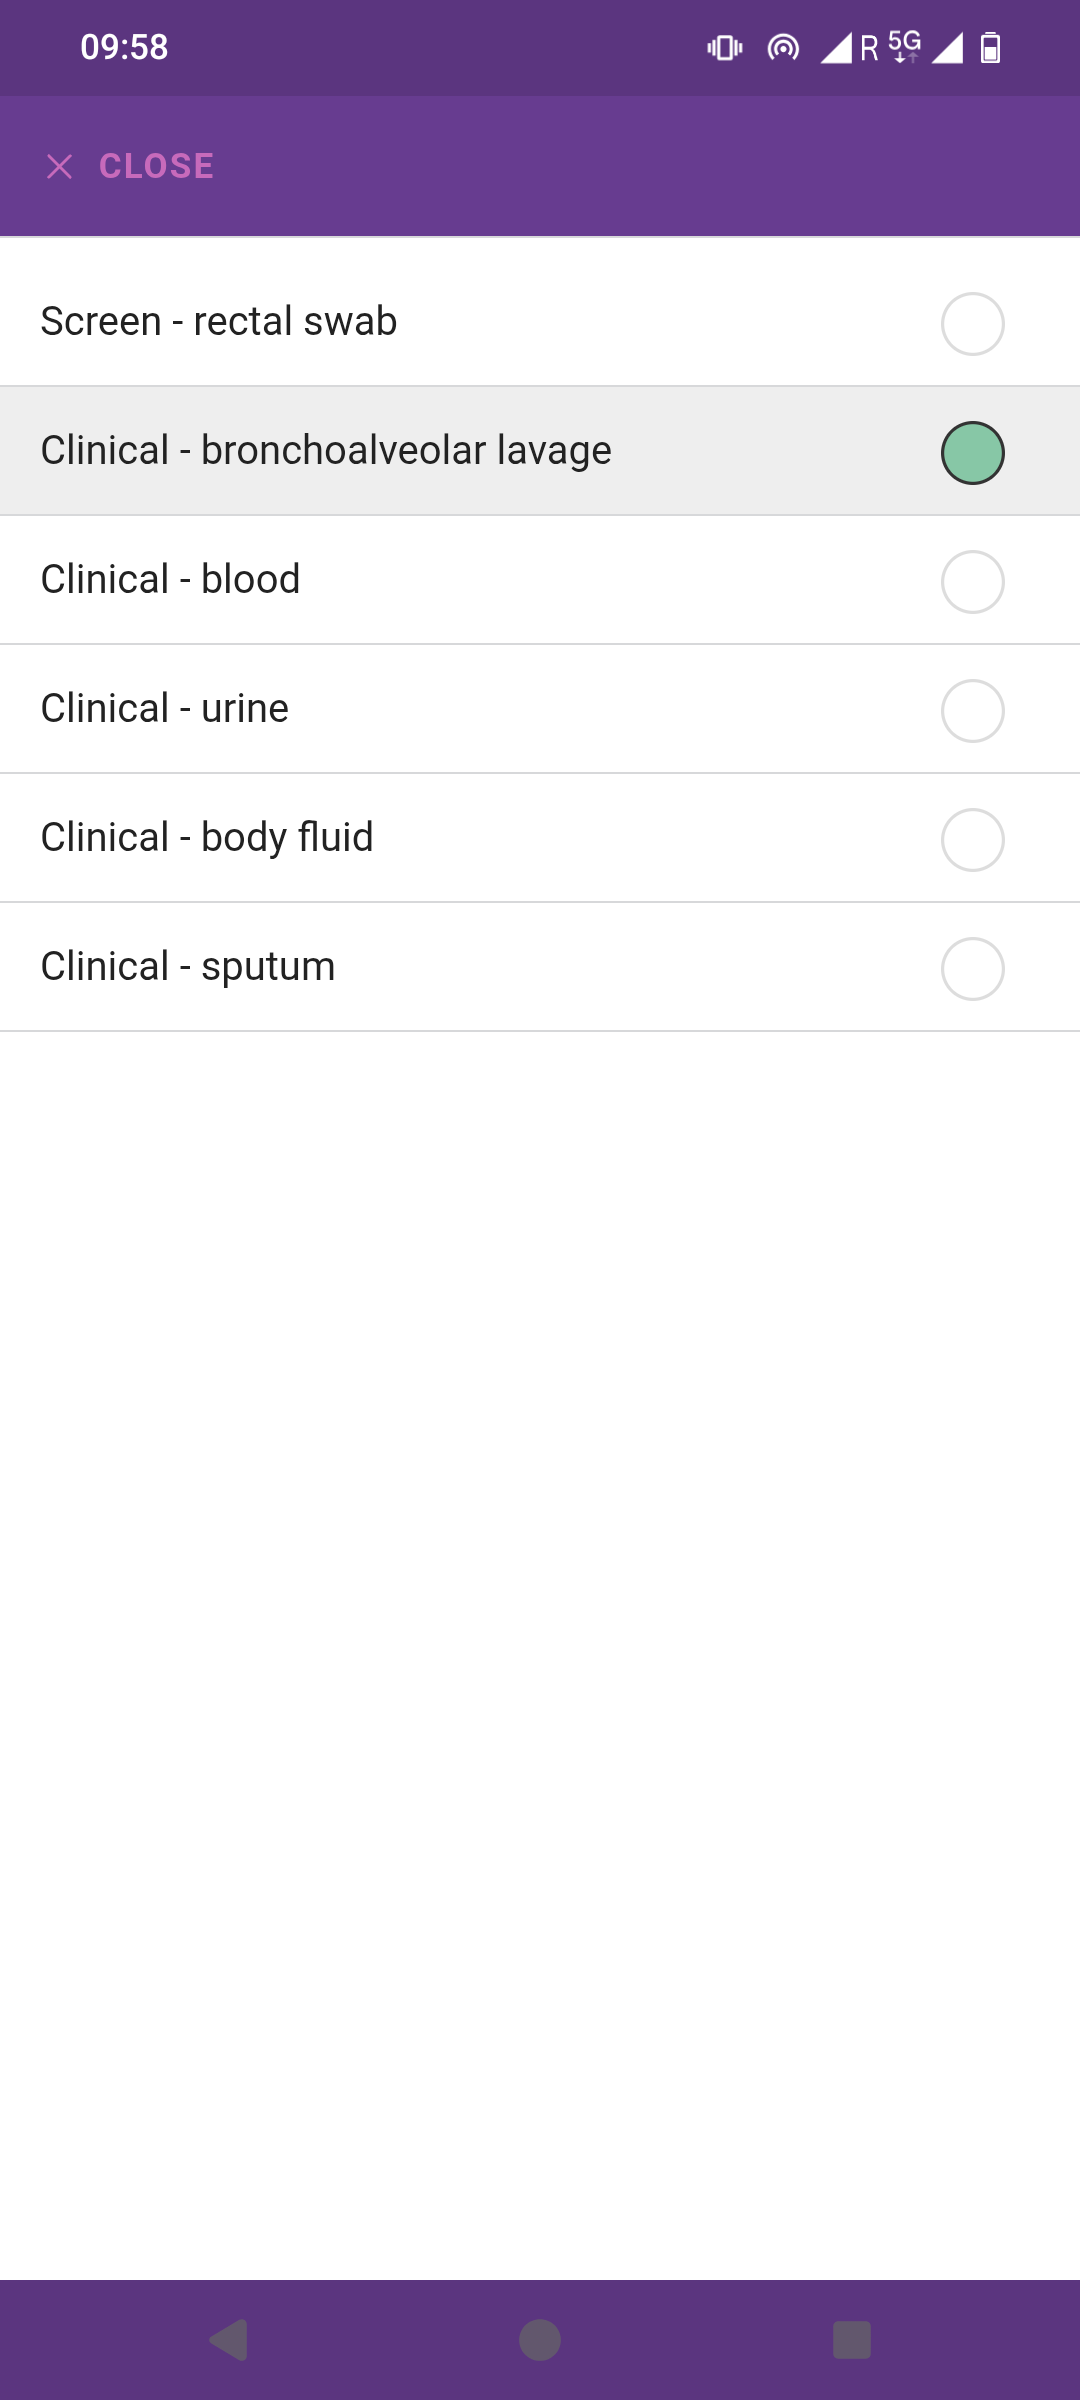 09:58
R 5G
CLOSE
Screen - rectal swab
Clinical - bronchoalveolar lavage
Clinical - blood
Clinical - urine
Clinical - body fluid
Clinical - sputum